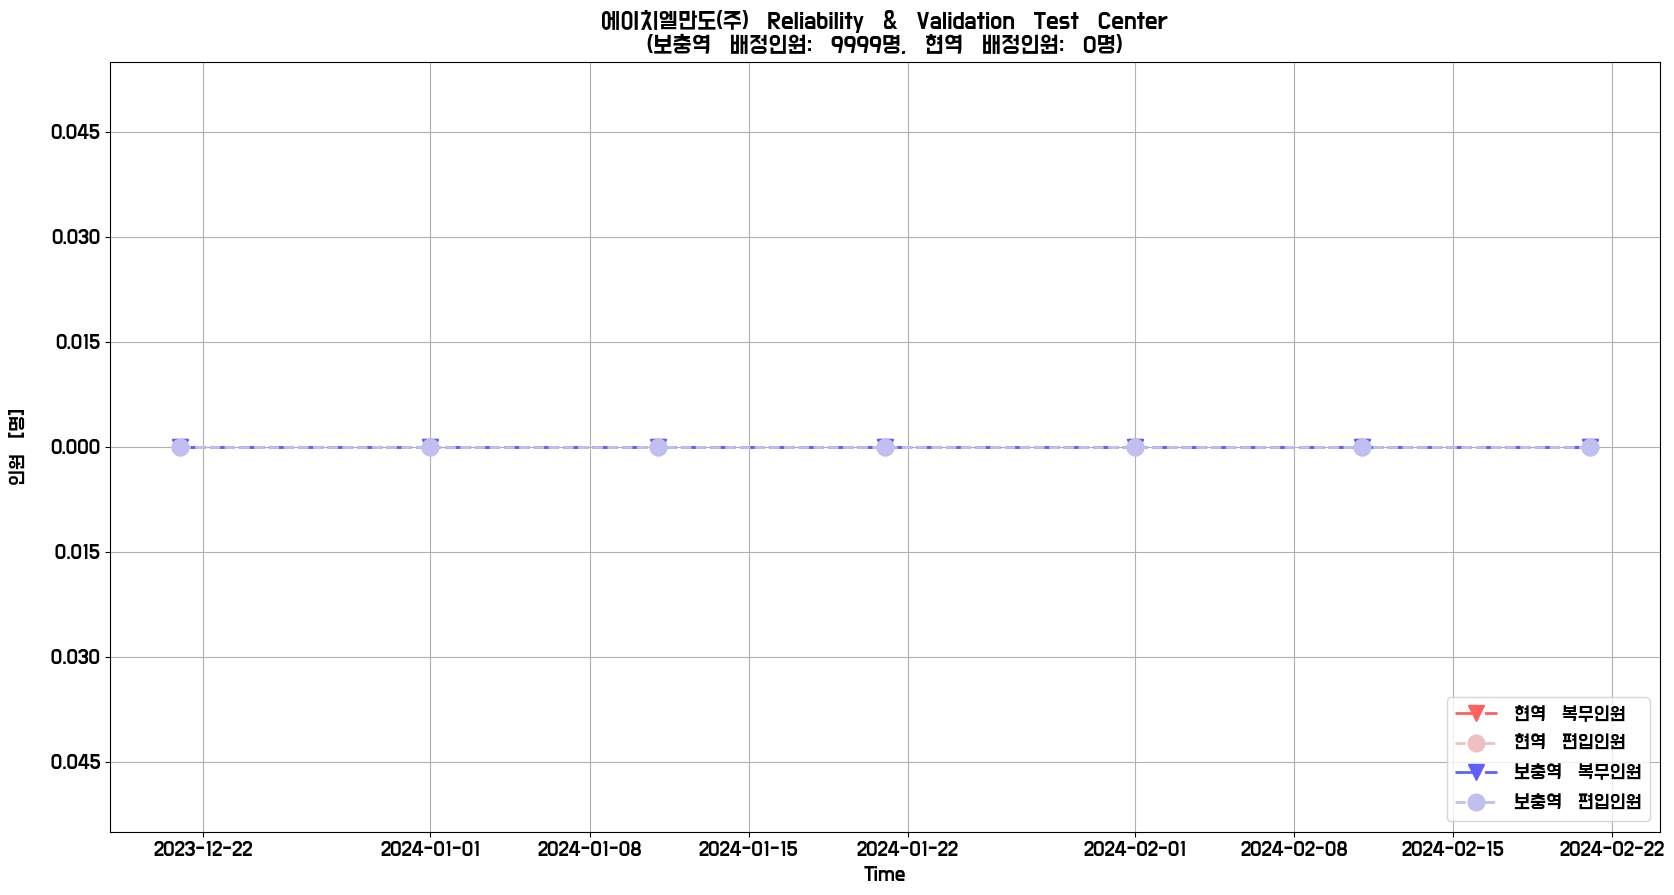 에이치엘만도(주) Reliability & Validation Test Center
(보충역 배정인원: 9999명, 현역 배정인원: 0명)
0.045
0.030
0.015
0.000
0.015
0.030
0.045
인원 [명]
현역 복무인원
현역 편입인원
보충역 복무인원
보충역 편입인원
2023-12-22
2024-01-01
2024-01-08
2024-01-15
2024-01-22
2024-02-01
2024-02-08
2024-02-15
2024-02-22
Time